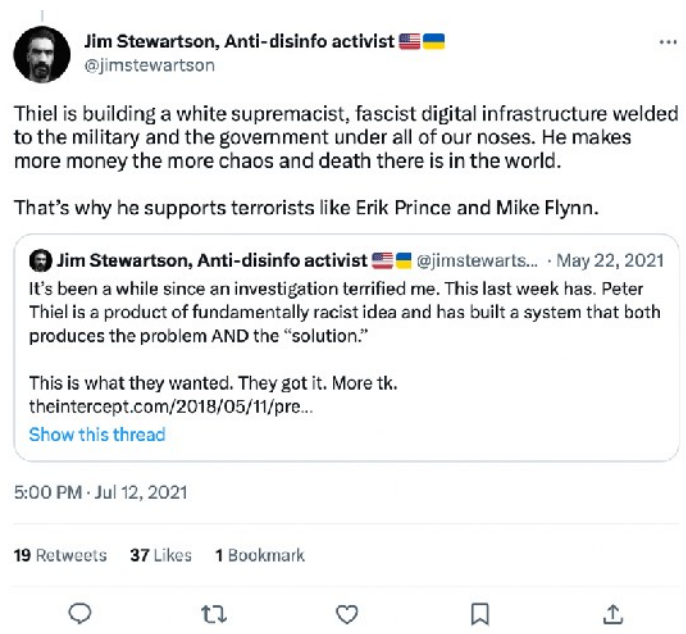 Jim Stewartson, Anti-disinfo activist 🇺🇸🇺🇦
@jimstewartson
Thiel is building a white supremacist, fascist digital infrastructure welded
to the military and the government under all of our noses. He makes
more money the more chaos and death there is in the world.
That's why he supports terrorists like Erik Prince and Mike Flynn.
Jim Stewartson, Anti-disinfo activist 🇺🇸🇺🇦 @jimstewarts... · May 22, 2021
It's been a while since an investigation terrified me. This last week has. Peter
Thiel is a product of fundamentally racist idea and has built a system that both
produces the problem AND the “solution.”
This is what they wanted. They got it. More tk.
theintercept.com/2018/05/11/pre...
Show this thread
5:00 PM · Jul 12, 2021
19 Retweets 37 Likes 1 Bookmark